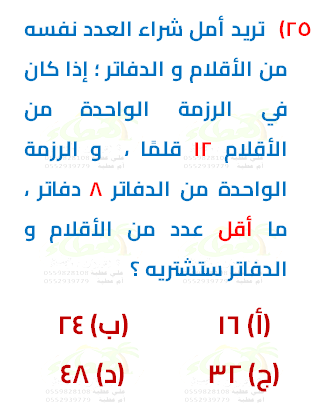 ٢٥) تريد أمل شراء العدد نفسه
من الأقلام و الدفاتر ؛ إذا كان
في الرزمة الواحدة من
الأقلام ١٢ قلمًا ، و الرزمة
الواحدة من الدفاتر ٨ دفاتر ،
ما أقل عدد من الأقلام و
الدفاتر ستشتريه ؟
(أ) ١٦ (ب) ٢٤
(ج) ٣٢ (د) ٤٨